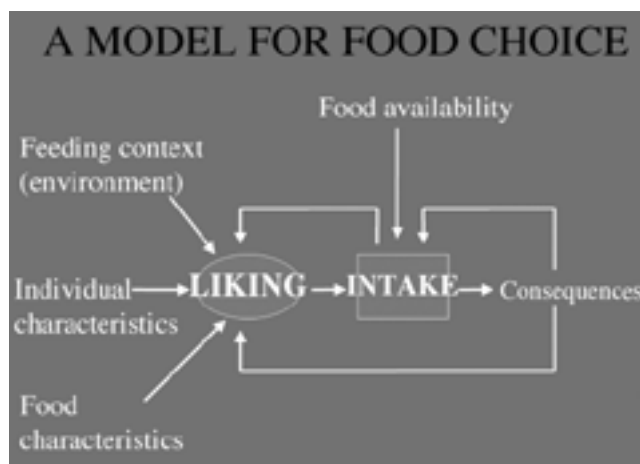 A MODEL FOR FOOD CHOICE
Food availability
Feeding context
(environment)
LIKING
INTAKE
Consequences
Individual
characteristics
Food
characteristics